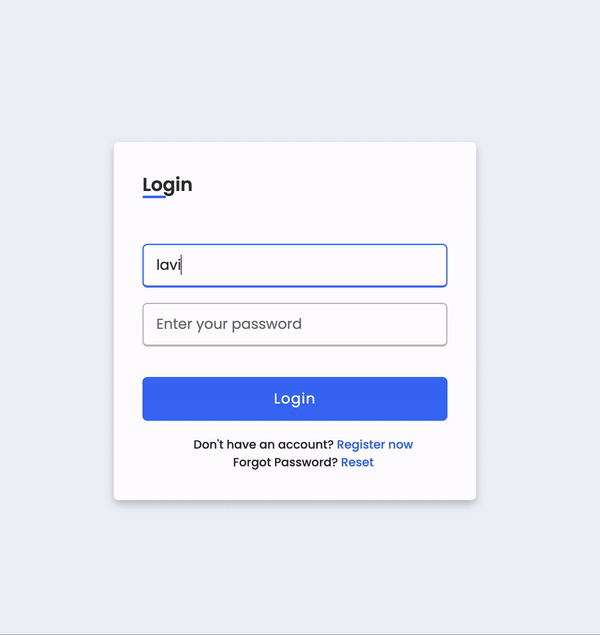 Login
lavi
Enter your password
Login
Don't have an account? Register now
Forgot Password? Reset